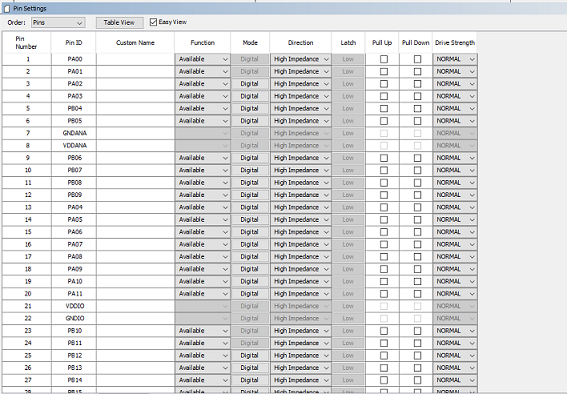 Pin Settings
Order: Pins Table View Easy View
Pin Number Pin ID Custom Name Function Mode Direction Latch Pull Up Pull Down Drive Strength
1 PA00 Available Digital High Impedance Low NORMAL
2 PA01 Available Digital High Impedance Low NORMAL
3 PA02 Available Digital High Impedance Low NORMAL
4 PA03 Available Digital High Impedance Low NORMAL
5 PB04 Available Digital High Impedance Low NORMAL
6 PB05 Available Digital High Impedance Low NORMAL
7 GNDANA Digital High Impedance Low NORMAL
8 VDDANA Digital High Impedance Low NORMAL
9 PB06 Available Digital High Impedance Low NORMAL
10 PB07 Available Digital High Impedance Low NORMAL
11 PB08 Available Digital High Impedance Low NORMAL
12 PB09 Available Digital High Impedance Low NORMAL
13 PA04 Available Digital High Impedance Low NORMAL
14 PA05 Available Digital High Impedance Low NORMAL
15 PA06 Available Digital High Impedance Low NORMAL
16 PA07 Available Digital High Impedance Low NORMAL
17 PA08 Available Digital High Impedance Low NORMAL
18 PA09 Available Digital High Impedance Low NORMAL
19 PA10 Available Digital High Impedance Low NORMAL
20 PA11 Available Digital High Impedance Low NORMAL
21 VDDIO Digital High Impedance Low NORMAL
22 GNDIO Digital High Impedance Low NORMAL
23 PB10 Available Digital High Impedance Low NORMAL
24 PB11 Available Digital High Impedance Low NORMAL
25 PB12 Available Digital High Impedance Low NORMAL
26 PB13 Available Digital High Impedance Low NORMAL
27 PB14 Available Digital High Impedance Low NORMAL
28 PB15 Available Digital High Impedance Low NORMAL